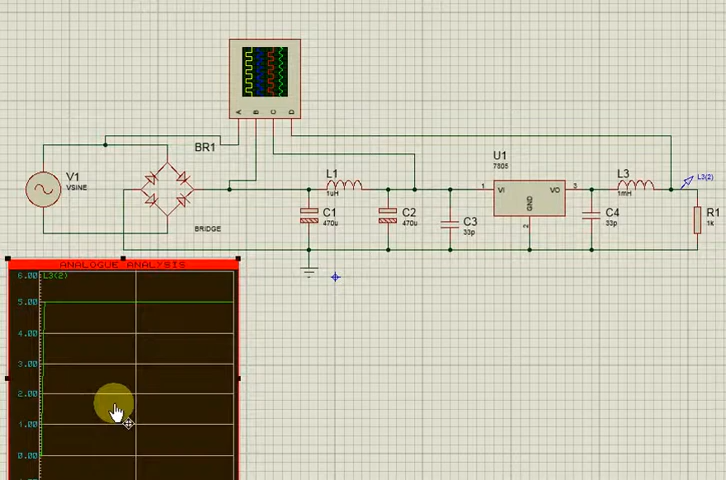 A B C D
BR1
V1
VSINE
BRIDGE
L1
1uH
C1
470u
C2
470u
C3
33p
U1
7805
1
VI
VO
3
GND
2
C4
33p
L3
1mH
L3(2)
R1
1k
ANALOGUE ANALYSIS
6.00
L3(2)
5.00
4.00
3.00
2.00
1.00
0.00